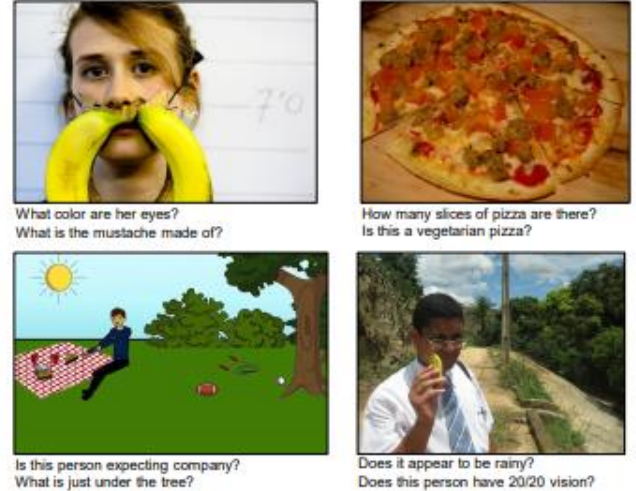 7'0
What color are her eyes?
What is the mustache made of?
How many slices of pizza are there?
Is this a vegetarian pizza?
Is this person expecting company?
What is just under the tree?
Does it appear to be rainy?
Does this person have 20/20 vision?